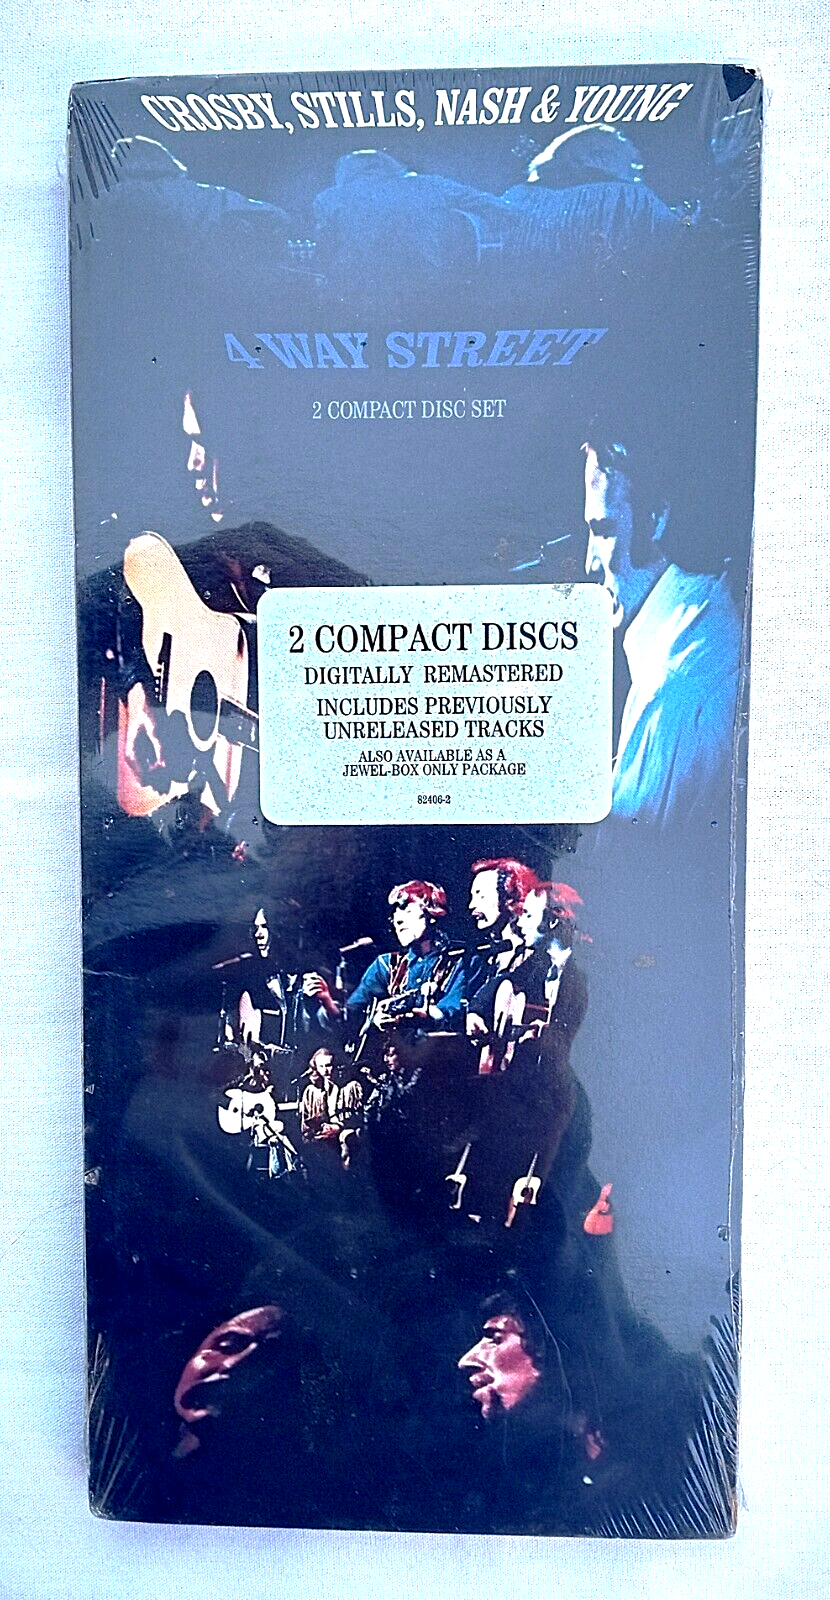 CROSBY, STILLS, NASH & YOUNG
4 WAY STREET
2 COMPACT DISC SET
2 COMPACT DISCS
DIGITALLY REMASTERED
INCLUDES PREVIOUSLY
UNRELEASED TRACKS
ALSO AVAILABLE AS A
JEWEL-BOX ONLY PACKAGE
82406-2